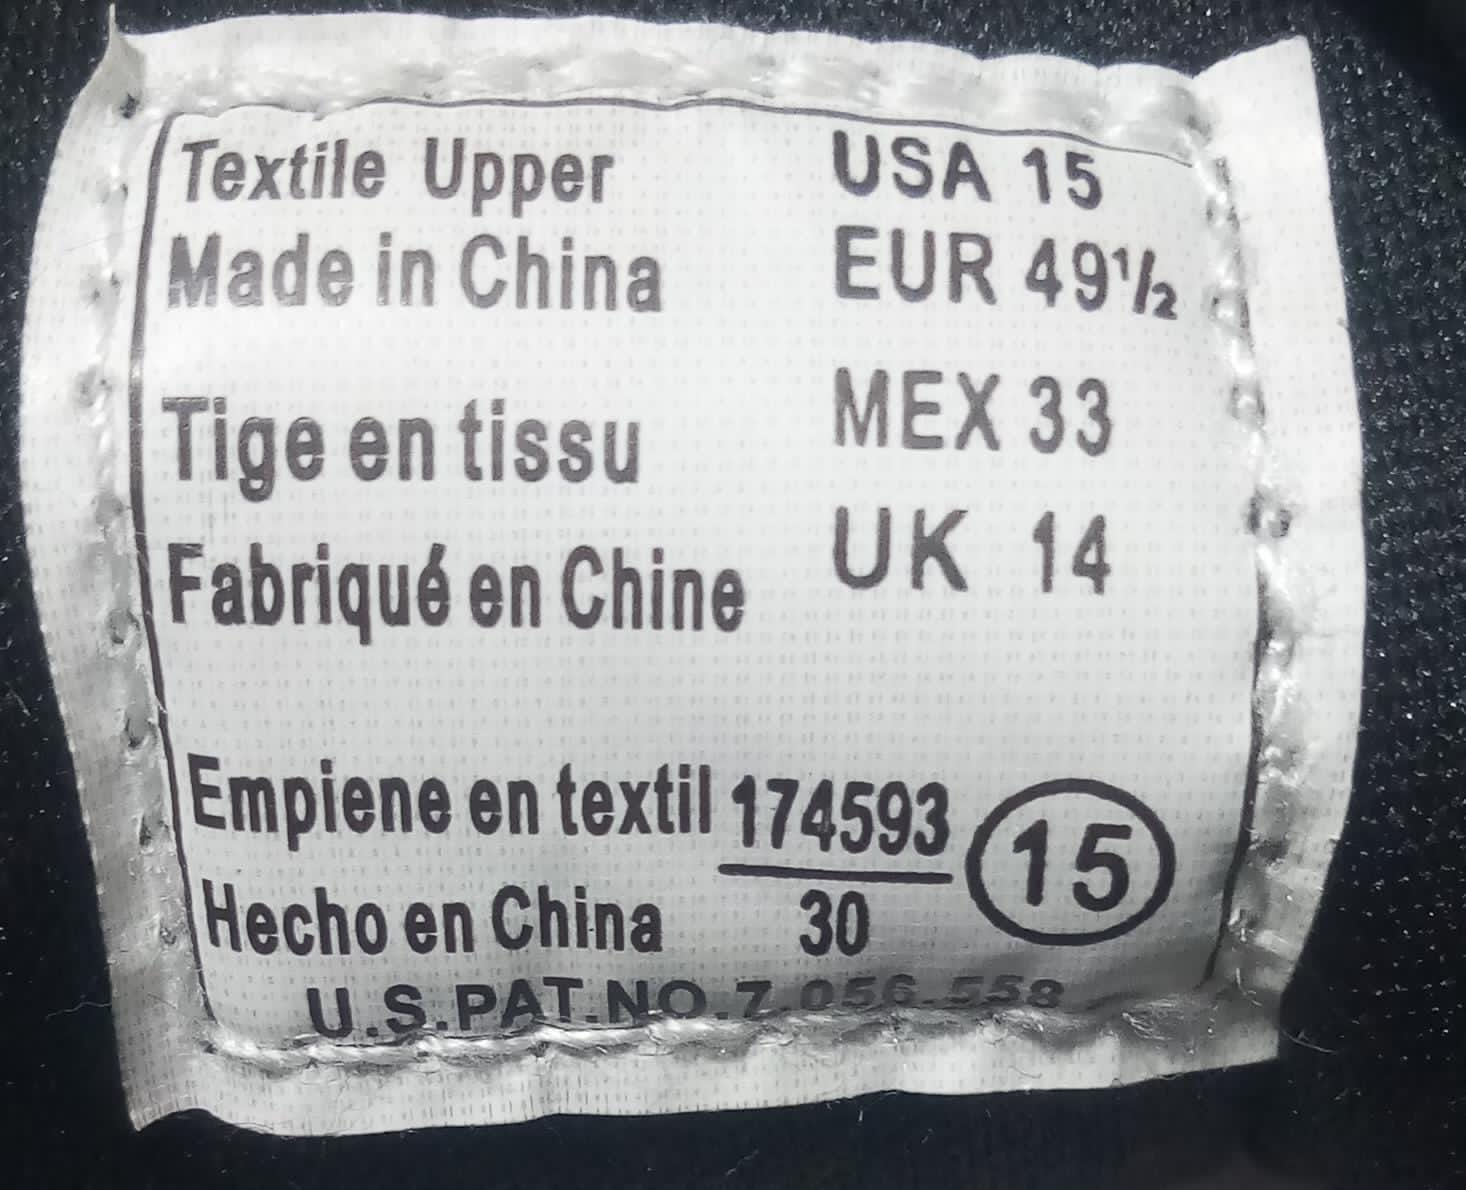 Textile Upper USA 15
Made in China EUR 49½
Tige en tissu MEX 33
Fabriqué en Chine UK 14
Empiene en textil 174593 15
Hecho en China 30
U.S.PAT.NO.7.056.558